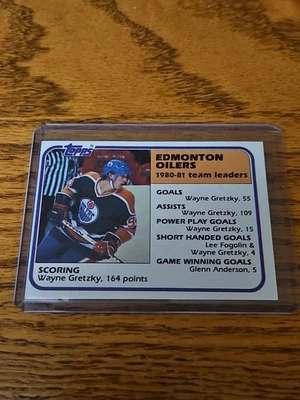 Topps
EDMONTON
OILERS
1980-81 team leaders
GOALS
Wayne Gretzky, 55
ASSISTS
Wayne Gretzky, 109
POWER PLAY GOALS
Wayne Gretzky, 15
SHORT HANDED GOALS
Lee Fogolin &
Wayne Gretzky, 4
GAME WINNING GOALS
Glenn Anderson, 5
SCORING
Wayne Gretzky, 164 points